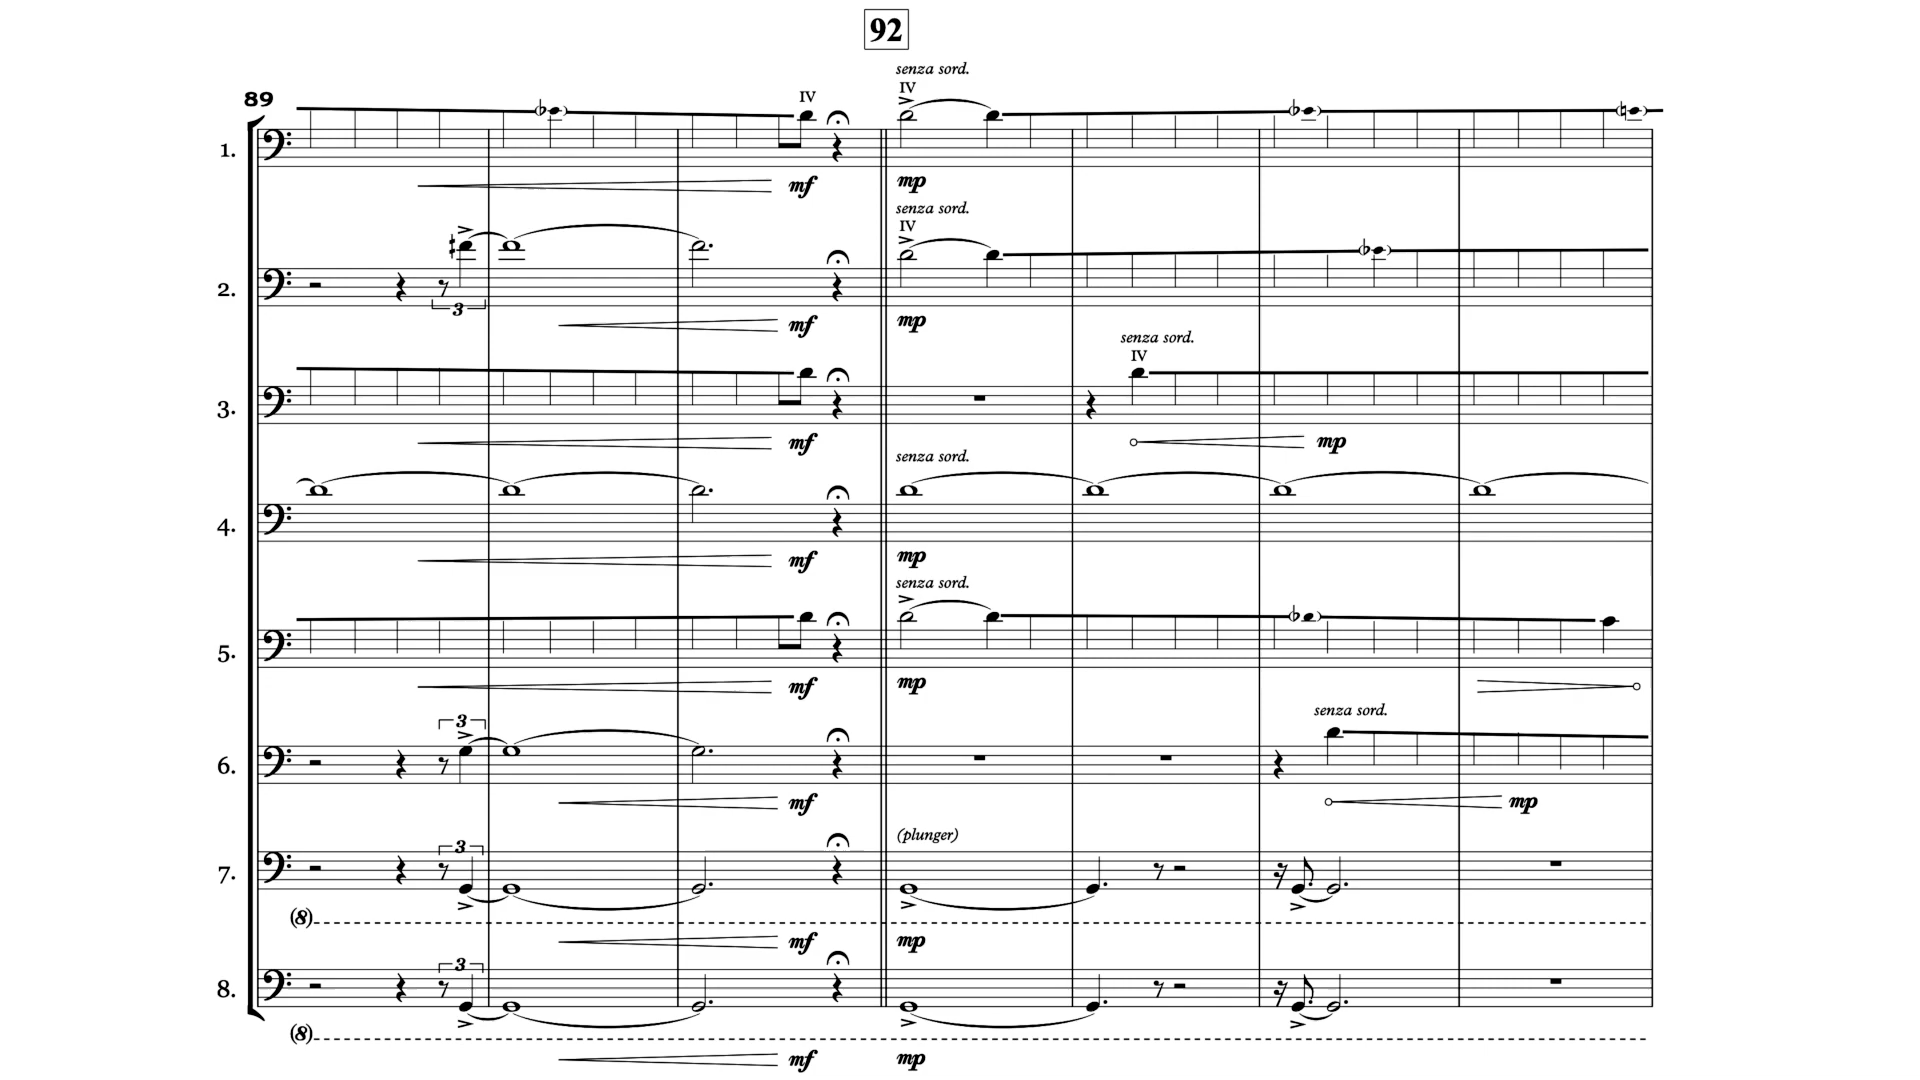 92
senza sord.
IV
89
IV
1.
mf
mp
senza sord.
IV
2.
3
mf
mp
senza sord.
IV
3.
mf
mp
senza sord.
4.
mf
mp
senza sord.
5.
mf
mp
senza sord.
3
6.
mf
mp
(plunger)
3
7.
(8)
mf
mp
3
8.
(8)
mf
mp